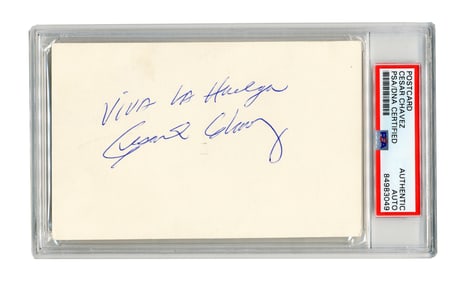 Viva La Huelga
Cesar E Chavez
POSTCARD
CESAR CHAVEZ
PSA/DNA CERTIFIED
PSA
AUTHENTIC
AUTO
84983049